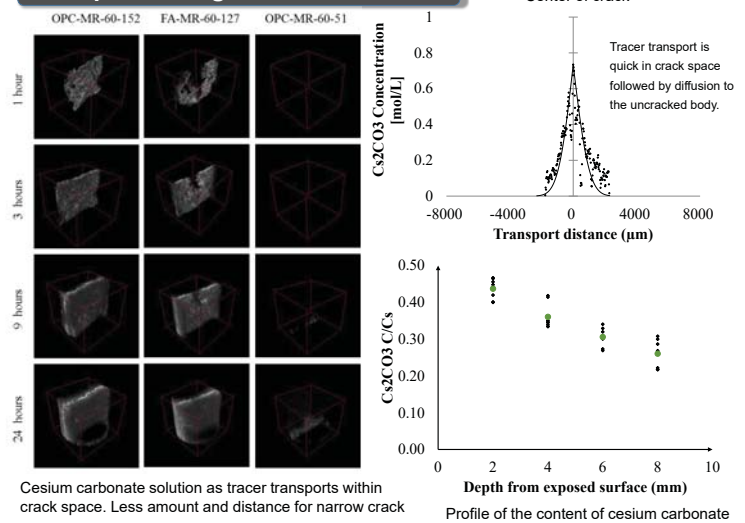 OPC-MR-60-152 FA-MR-60-127 OPC-MR-60-51
1 hour
3 hours
9 hours
24 hours
Cesium carbonate solution as tracer transports within
crack space. Less amount and distance for narrow crack
Center of crack
Cs2CO3 Concentration
[mol/L]
1
0.8
0.6
0.4
0.2
0
-8000 -4000 0 4000 8000
Transport distance (μm)
Tracer transport is
quick in crack space
followed by diffusion to
the uncracked body.
Cs2CO3 C/Cs
0.50
0.40
0.30
0.20
0.10
0.00
0 2 4 6 8 10
Depth from exposed surface (mm)
Profile of the content of cesium carbonate